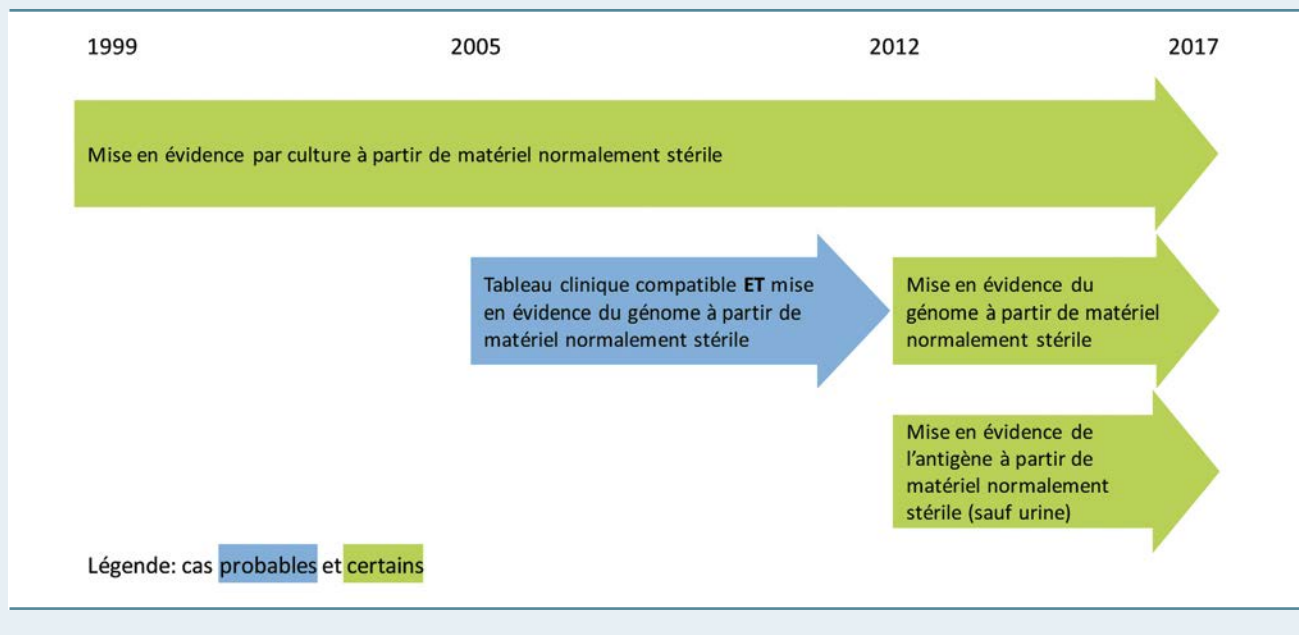 1999 2005 2012 2017
Mise en évidence par culture à partir de matériel normalement stérile
Tableau clinique compatible ET mise
en évidence du génome à partir de
matériel normalement stérile
Mise en évidence du
génome à partir de matériel
normalement stérile
Mise en évidence de
l'antigène à partir de
matériel normalement
stérile (sauf urine)
Légende: cas probables et certains